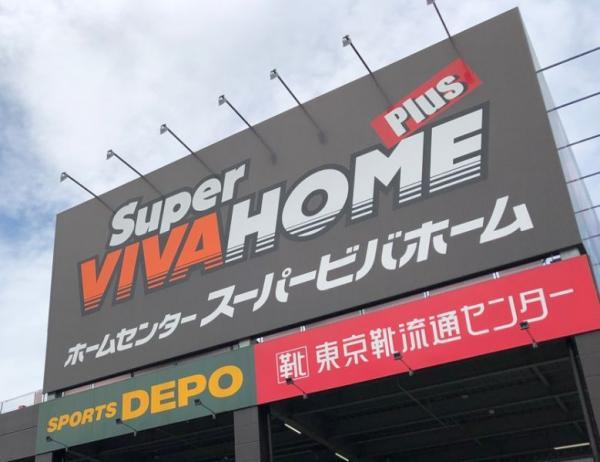 Super
VIVA HOME Plus
ホームセンター スーパービバホーム
SPORTS DEPO
靴 東京靴流通センター